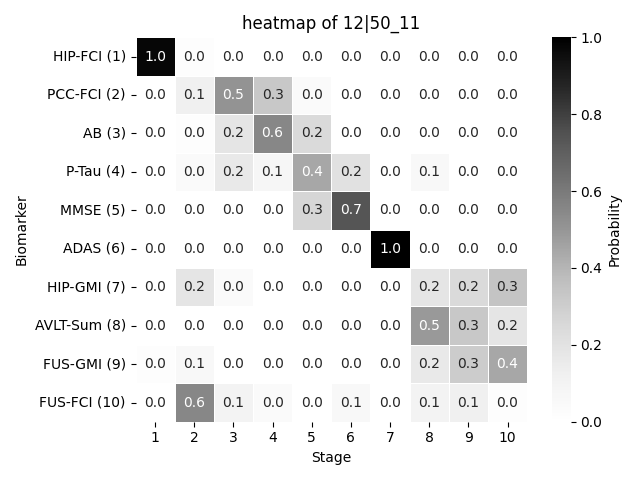 heatmap of 12|50_11
HIP-FCI (1) 1.0 0.0 0.0 0.0 0.0 0.0 0.0 0.0 0.0 0.0
PCC-FCI (2) 0.0 0.1 0.5 0.3 0.0 0.0 0.0 0.0 0.0 0.0
AB (3) 0.0 0.0 0.2 0.6 0.2 0.0 0.0 0.0 0.0 0.0
P-Tau (4) 0.0 0.0 0.2 0.1 0.4 0.2 0.0 0.1 0.0 0.0
MMSE (5) 0.0 0.0 0.0 0.0 0.3 0.7 0.0 0.0 0.0 0.0
ADAS (6) 0.0 0.0 0.0 0.0 0.0 0.0 1.0 0.0 0.0 0.0
HIP-GMI (7) 0.0 0.2 0.0 0.0 0.0 0.0 0.0 0.2 0.2 0.3
AVLT-Sum (8) 0.0 0.0 0.0 0.0 0.0 0.0 0.0 0.5 0.3 0.2
FUS-GMI (9) 0.0 0.1 0.0 0.0 0.0 0.0 0.0 0.2 0.3 0.4
FUS-FCI (10) 0.0 0.6 0.1 0.0 0.0 0.1 0.0 0.1 0.1 0.0
1 2 3 4 5 6 7 8 9 10
Stage
Biomarker
1.0
0.8
0.6
0.4
0.2
0.0
Probability